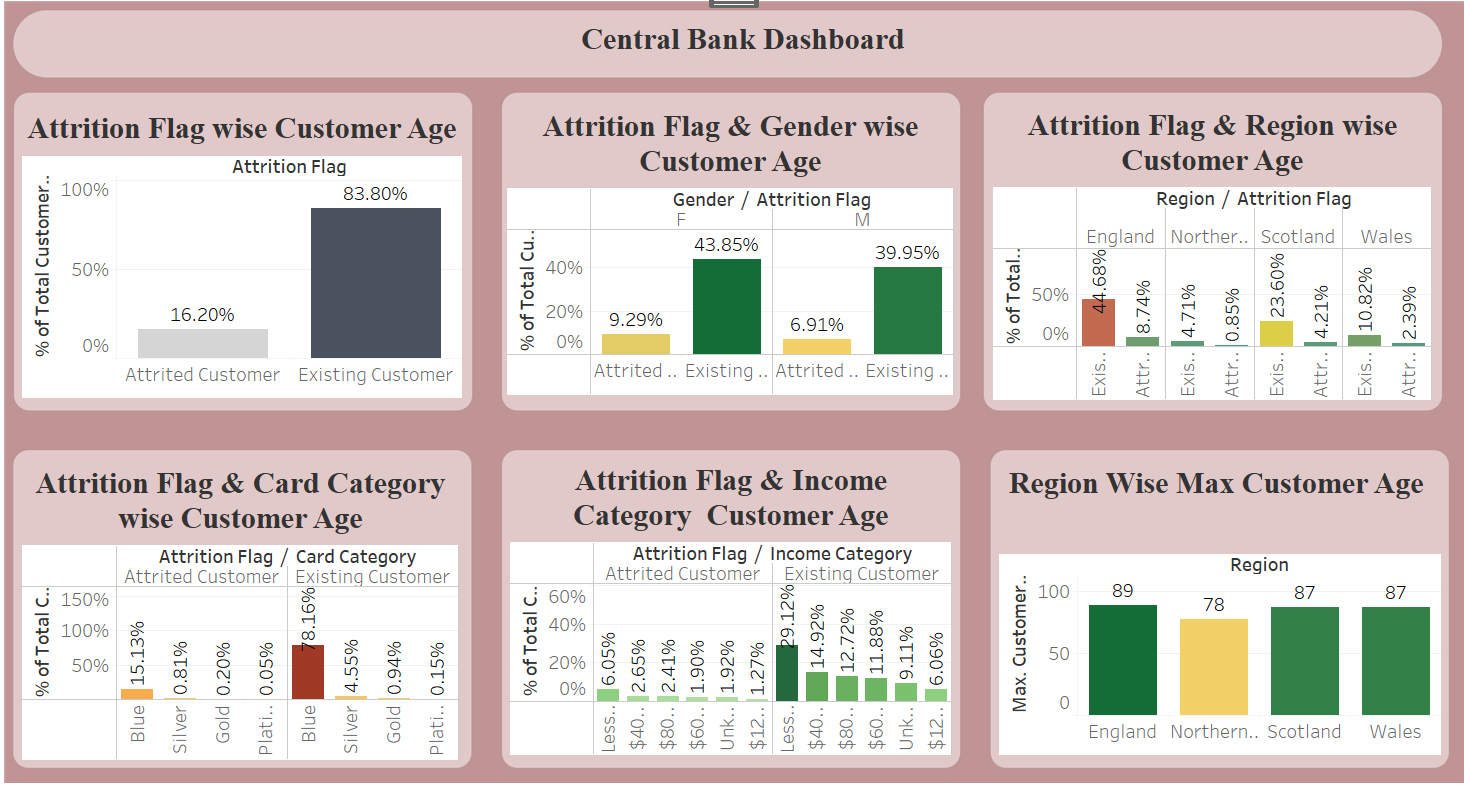 Central Bank Dashboard
Attrition Flag wise Customer Age
Attrition Flag
% of Total Customer..
100%
50%
0%
16.20%
83.80%
Attrited Customer
Existing Customer
Attrition Flag & Gender wise
Customer Age
Gender / Attrition Flag
F
M
% of Total Cu..
40%
20%
0%
9.29%
43.85%
6.91%
39.95%
Attrited ..
Existing ..
Attrited ..
Existing ..
Attrition Flag & Region wise
Customer Age
Region / Attrition Flag
England
Norther..
Scotland
Wales
% of Total..
50%
0%
44.68%
8.74%
4.71%
0.85%
23.60%
4.21%
10.82%
2.39%
Exis..
Attr..
Exis..
Attr..
Exis..
Attr..
Exis..
Attr..
Attrition Flag & Card Category
wise Customer Age
Attrition Flag / Card Category
Attrited Customer
Existing Customer
% of Total C..
150%
100%
50%
15.13%
0.81%
0.20%
0.05%
78.16%
4.55%
0.94%
0.15%
Blue
Silver
Gold
Plati..
Blue
Silver
Gold
Plati..
Attrition Flag & Income
Category Customer Age
Attrition Flag / Income Category
Attrited Customer
Existing Customer
% of Total C..
60%
40%
20%
0%
6.05%
2.65%
2.41%
1.90%
1.92%
1.27%
29.12%
14.92%
12.72%
11.88%
9.11%
6.06%
Less..
$40..
$80..
$60..
Unk..
$12..
Less..
$40..
$80..
$60..
Unk..
$12..
Region Wise Max Customer Age
Region
Max. Customer..
100
50
0
89
78
87
87
England
Northern..
Scotland
Wales